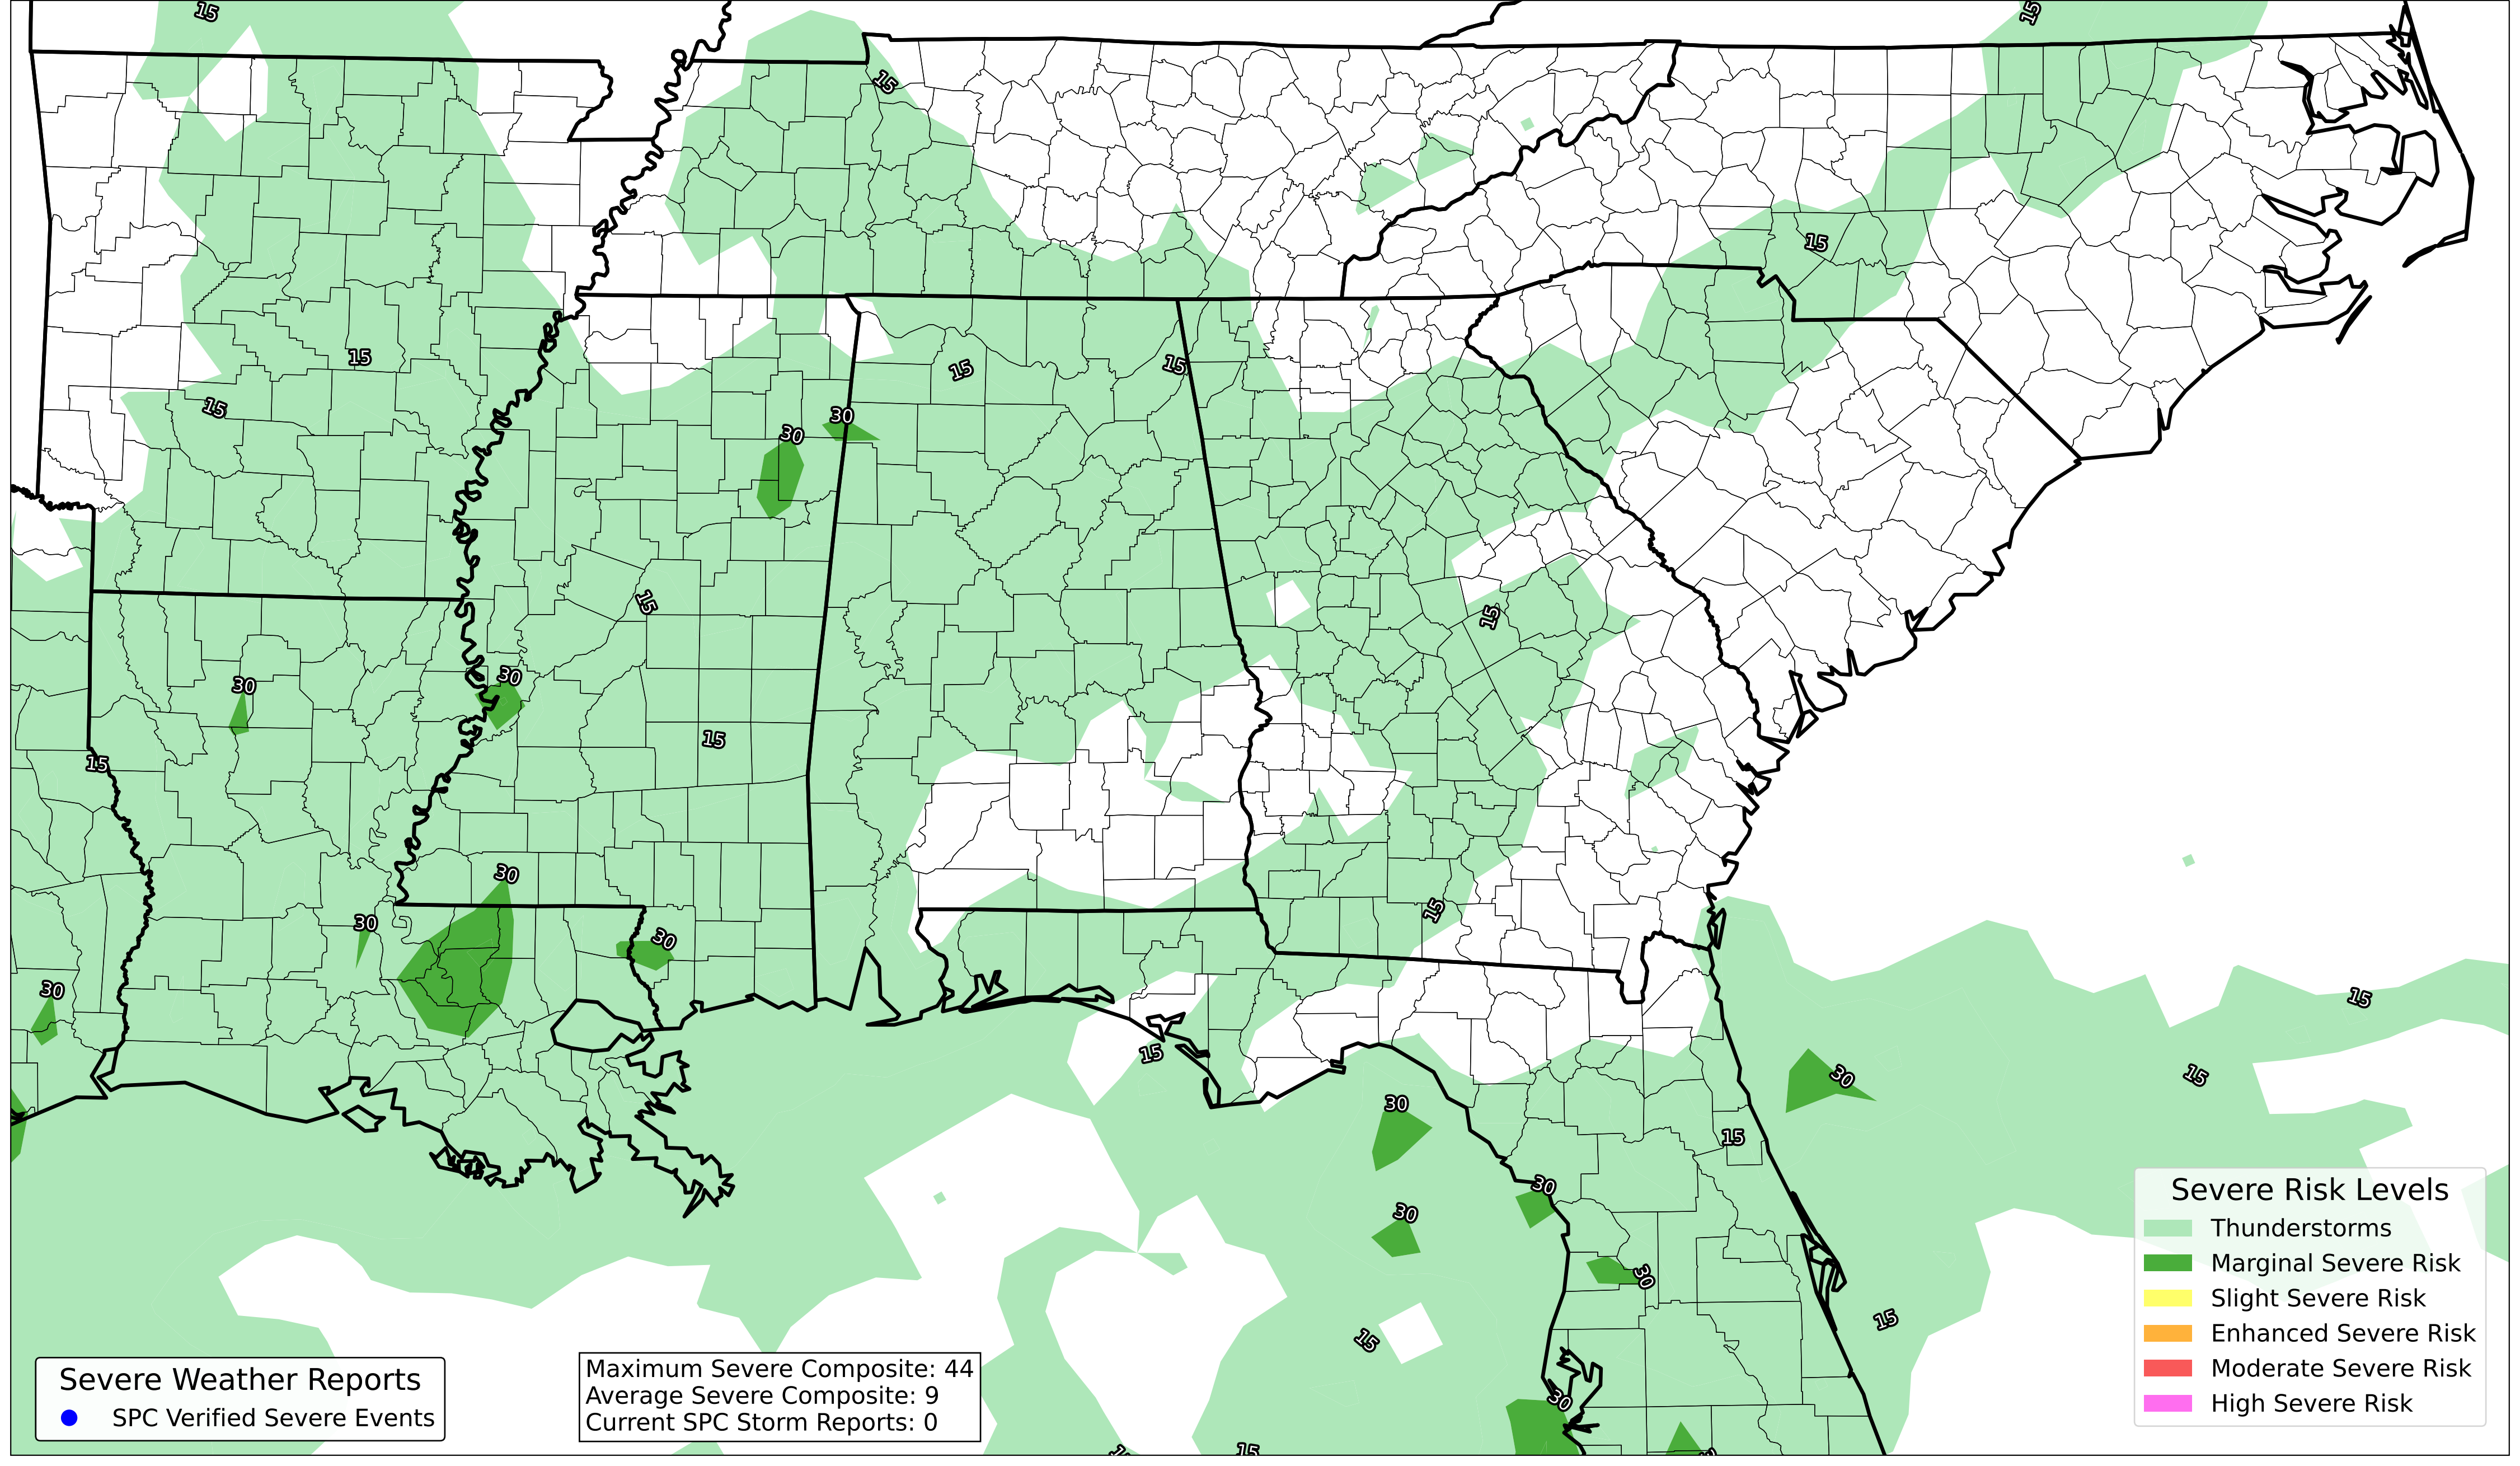 15
15
15
15
15
15
15
15
30
30
15
15
30
30
15
15
30
30
30
15
30
15
15
15
30
30
15
30
30
30
15
15
30
15
Severe Risk Levels
Thunderstorms
Marginal Severe Risk
Slight Severe Risk
Enhanced Severe Risk
Moderate Severe Risk
High Severe Risk
Severe Weather Reports
SPC Verified Severe Events
Maximum Severe Composite: 44
Average Severe Composite: 9
Current SPC Storm Reports: 0